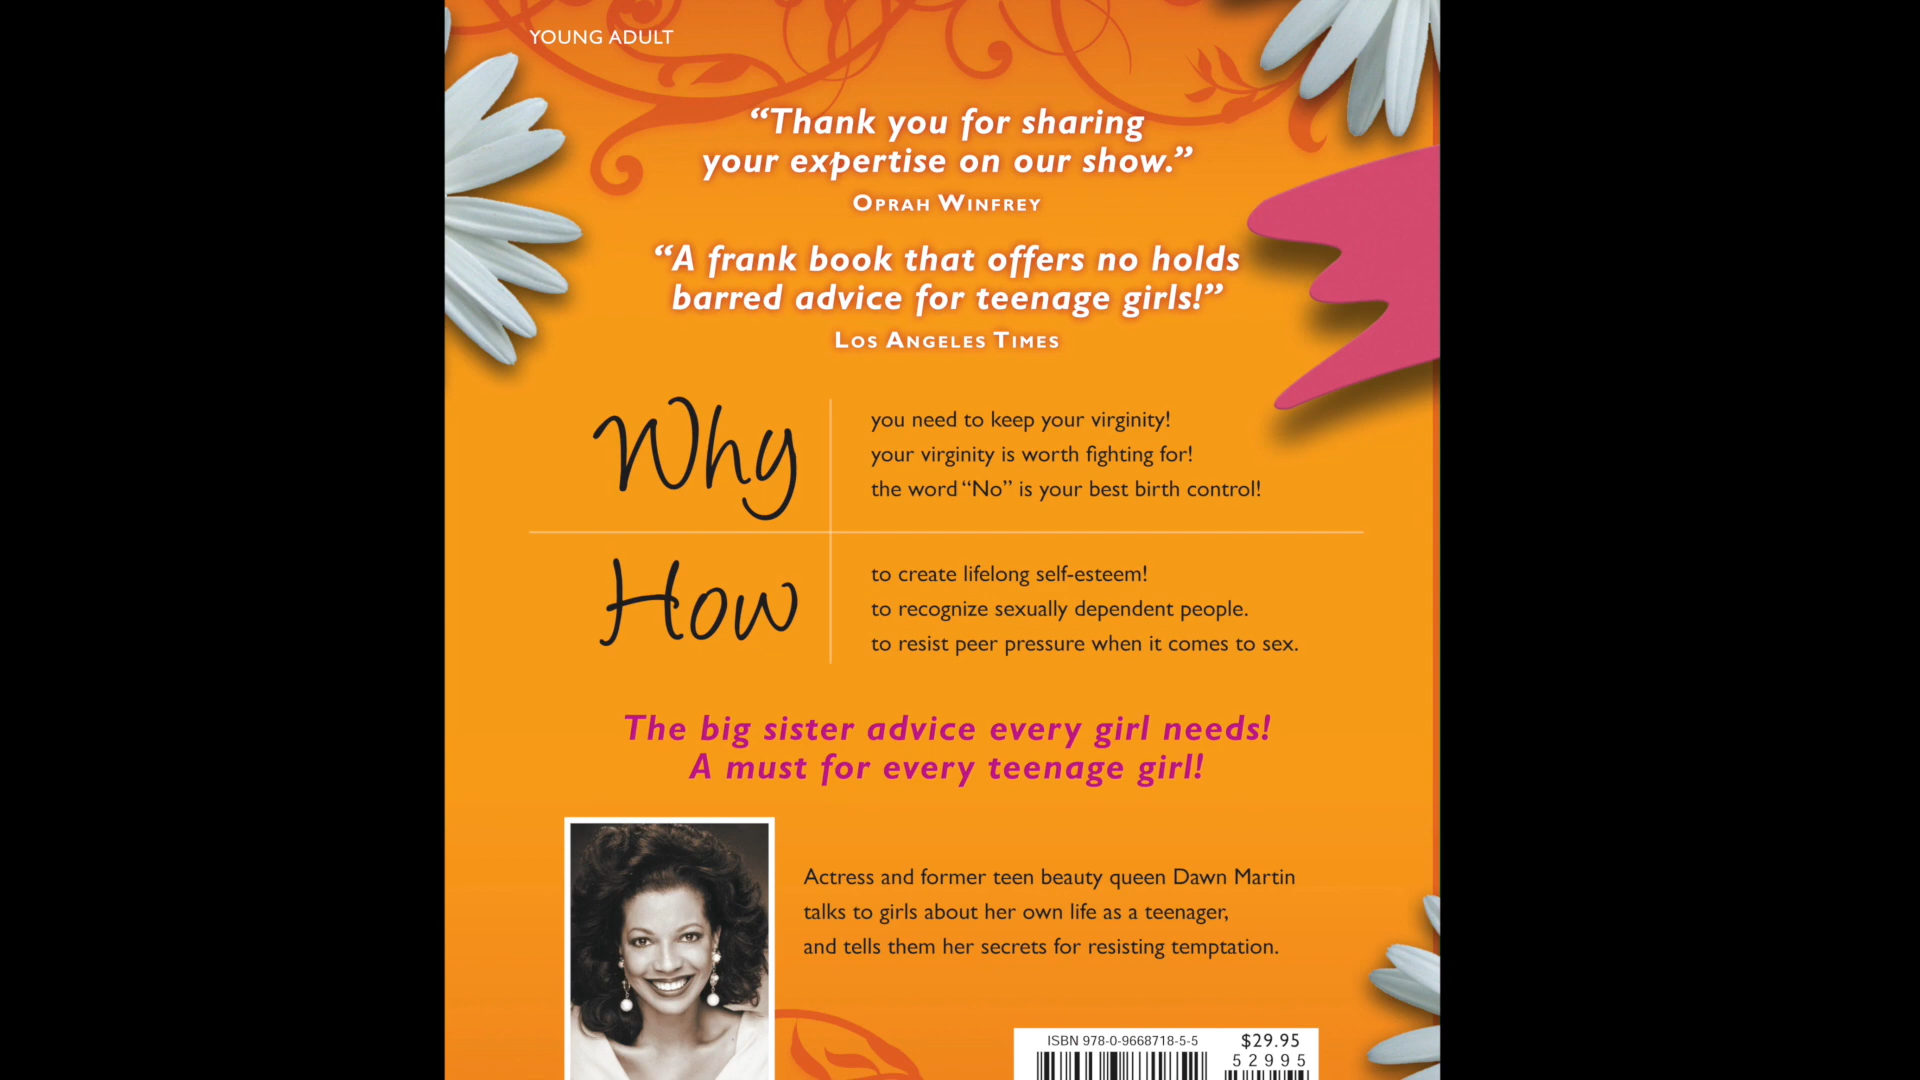 YOUNG ADULT
“Thank you for sharing
your expertise on our show.”
OPRAH WINFREY
“A frank book that offers no holds
barred advice for teenage girls!”
LOS ANGELES TIMES
Why
you need to keep your virginity!
your virginity is worth fighting for!
the word “No” is your best birth control!
How
to create lifelong self-esteem!
to recognize sexually dependent people.
to resist peer pressure when it comes to sex.
The big sister advice every girl needs!
A must for every teenage girl!
Actress and former teen beauty queen Dawn Martin
talks to girls about her own life as a teenager,
and tells them her secrets for resisting temptation.
ISBN 978-0-9668718-5-5
$29.95
5 2 9 9 5